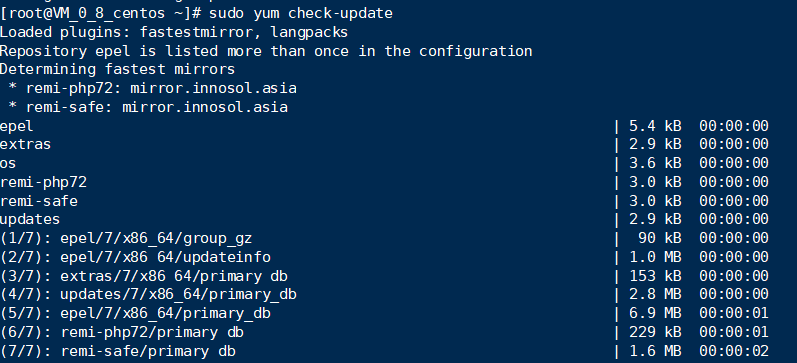 [root@VM_0_8_centos ~]# sudo yum check-update
Loaded plugins: fastestmirror, langpacks
Repository epel is listed more than once in the configuration
Determining fastest mirrors
 * remi-php72: mirror.innosol.asia
 * remi-safe: mirror.innosol.asia
epel | 5.4 kB 00:00:00
extras | 2.9 kB 00:00:00
os | 3.6 kB 00:00:00
remi-php72 | 3.0 kB 00:00:00
remi-safe | 3.0 kB 00:00:00
updates | 2.9 kB 00:00:00
(1/7): epel/7/x86_64/group_gz | 90 kB 00:00:00
(2/7): epel/7/x86_64/updateinfo | 1.0 MB 00:00:00
(3/7): extras/7/x86_64/primary_db | 153 kB 00:00:00
(4/7): updates/7/x86_64/primary_db | 2.8 MB 00:00:00
(5/7): epel/7/x86_64/primary_db | 6.9 MB 00:00:01
(6/7): remi-php72/primary_db | 229 kB 00:00:01
(7/7): remi-safe/primary_db | 1.6 MB 00:00:02